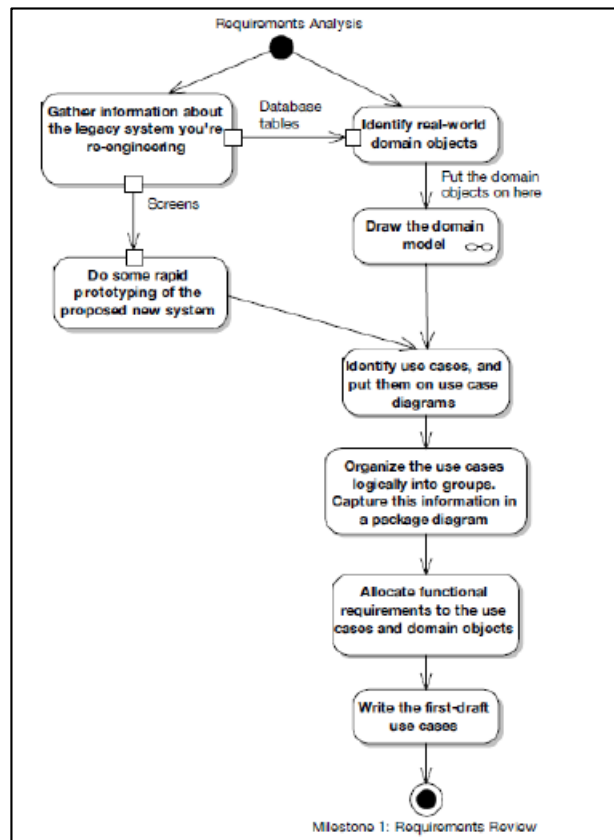 Requirements Analysis
Gather information about
the legacy system you're
re-engineering
Database
tables
Identify real-world
domain objects
Put the domain
objects on here
Screens
Draw the domain
model
Do some rapid
prototyping of the
proposed new system
Identify use cases, and
put them on use case
diagrams
Organize the use cases
logically into groups.
Capture this information in
a package diagram
Allocate functional
requirements to the use
cases and domain objects
Write the first-draft
use cases
Milestone 1: Requirements Review